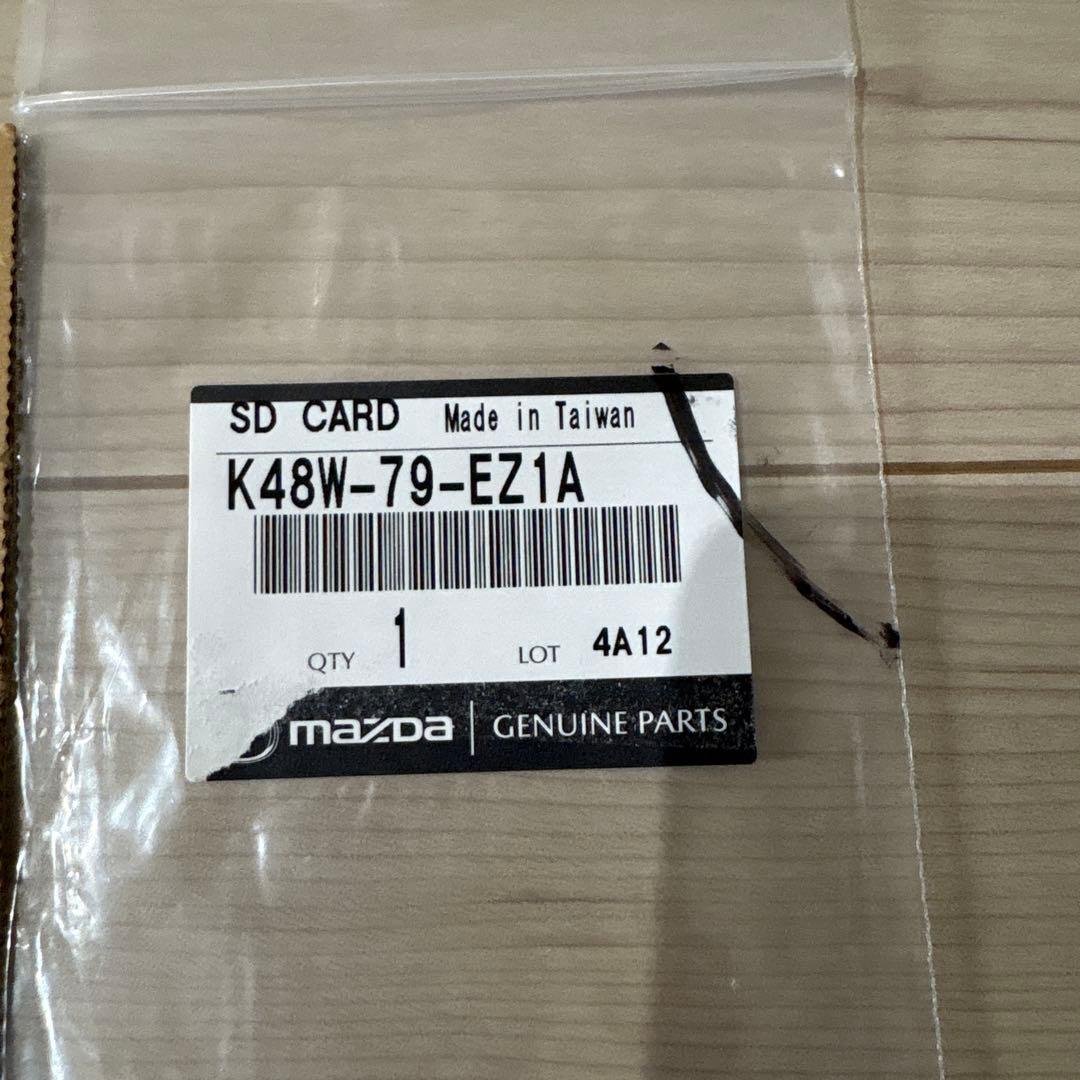 SD CARD Made in Taiwan
K48W-79-EZ1A
QTY 1 LOT 4A12
mazda GENUINE PARTS